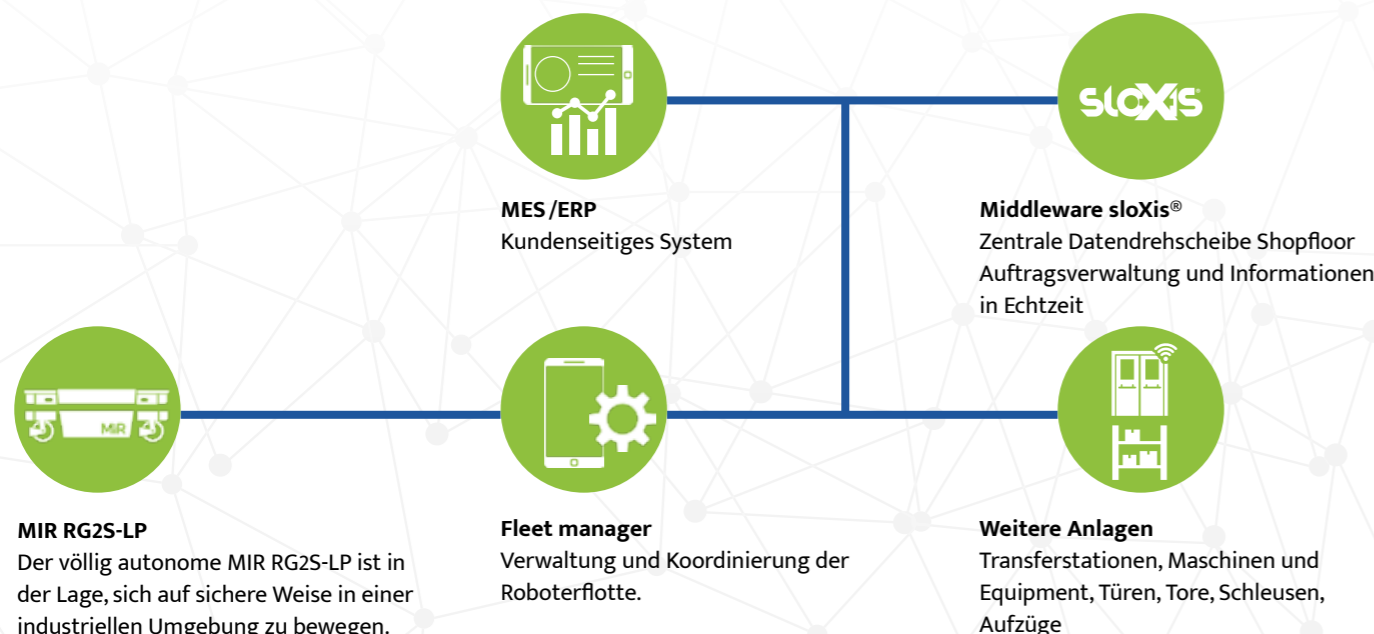 sloXis
MES/ERP
Kundenseitiges System
Middleware sloXis®
Zentrale Datendrehscheibe Shopfloor
Auftragsverwaltung und Informationen
in Echtzeit
MiR
MIR RG2S-LP
Der völlig autonome MIR RG2S-LP ist in
der Lage, sich auf sichere Weise in einer
industriellen Umgebung zu bewegen.
Fleet manager
Verwaltung und Koordinierung der
Roboterflotte.
Weitere Anlagen
Transferstationen, Maschinen und
Equipment, Türen, Tore, Schleusen,
Aufzüge